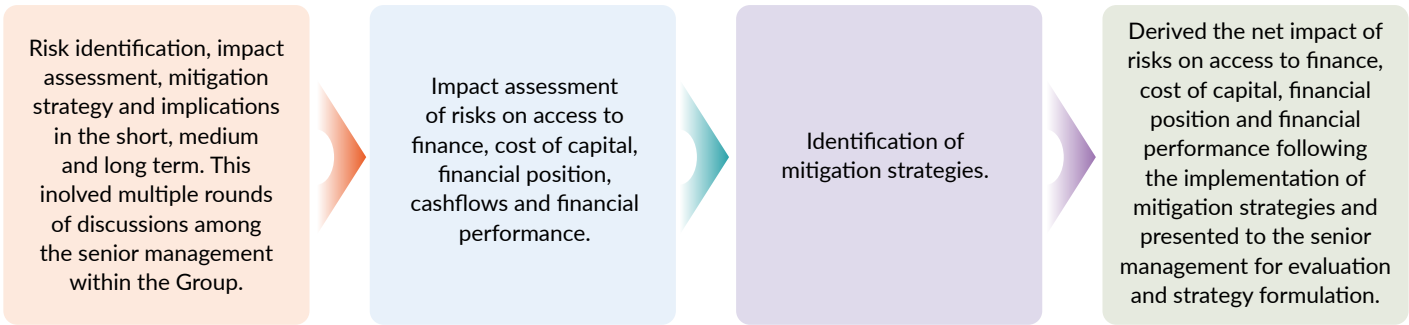 Risk identification, impact
assessment, mitigation
strategy and implications
in the short, medium
and long term. This
inolved multiple rounds
of discussions among
the senior management
within the Group.
Impact assessment
of risks on access to
finance, cost of capital,
financial position,
cashflows and financial
performance.
Identification of
mitigation strategies.
Derived the net impact of
risks on access to finance,
cost of capital, financial
position and financial
performance following
the implementation of
mitigation strategies and
presented to the senior
management for evaluation
and strategy formulation.